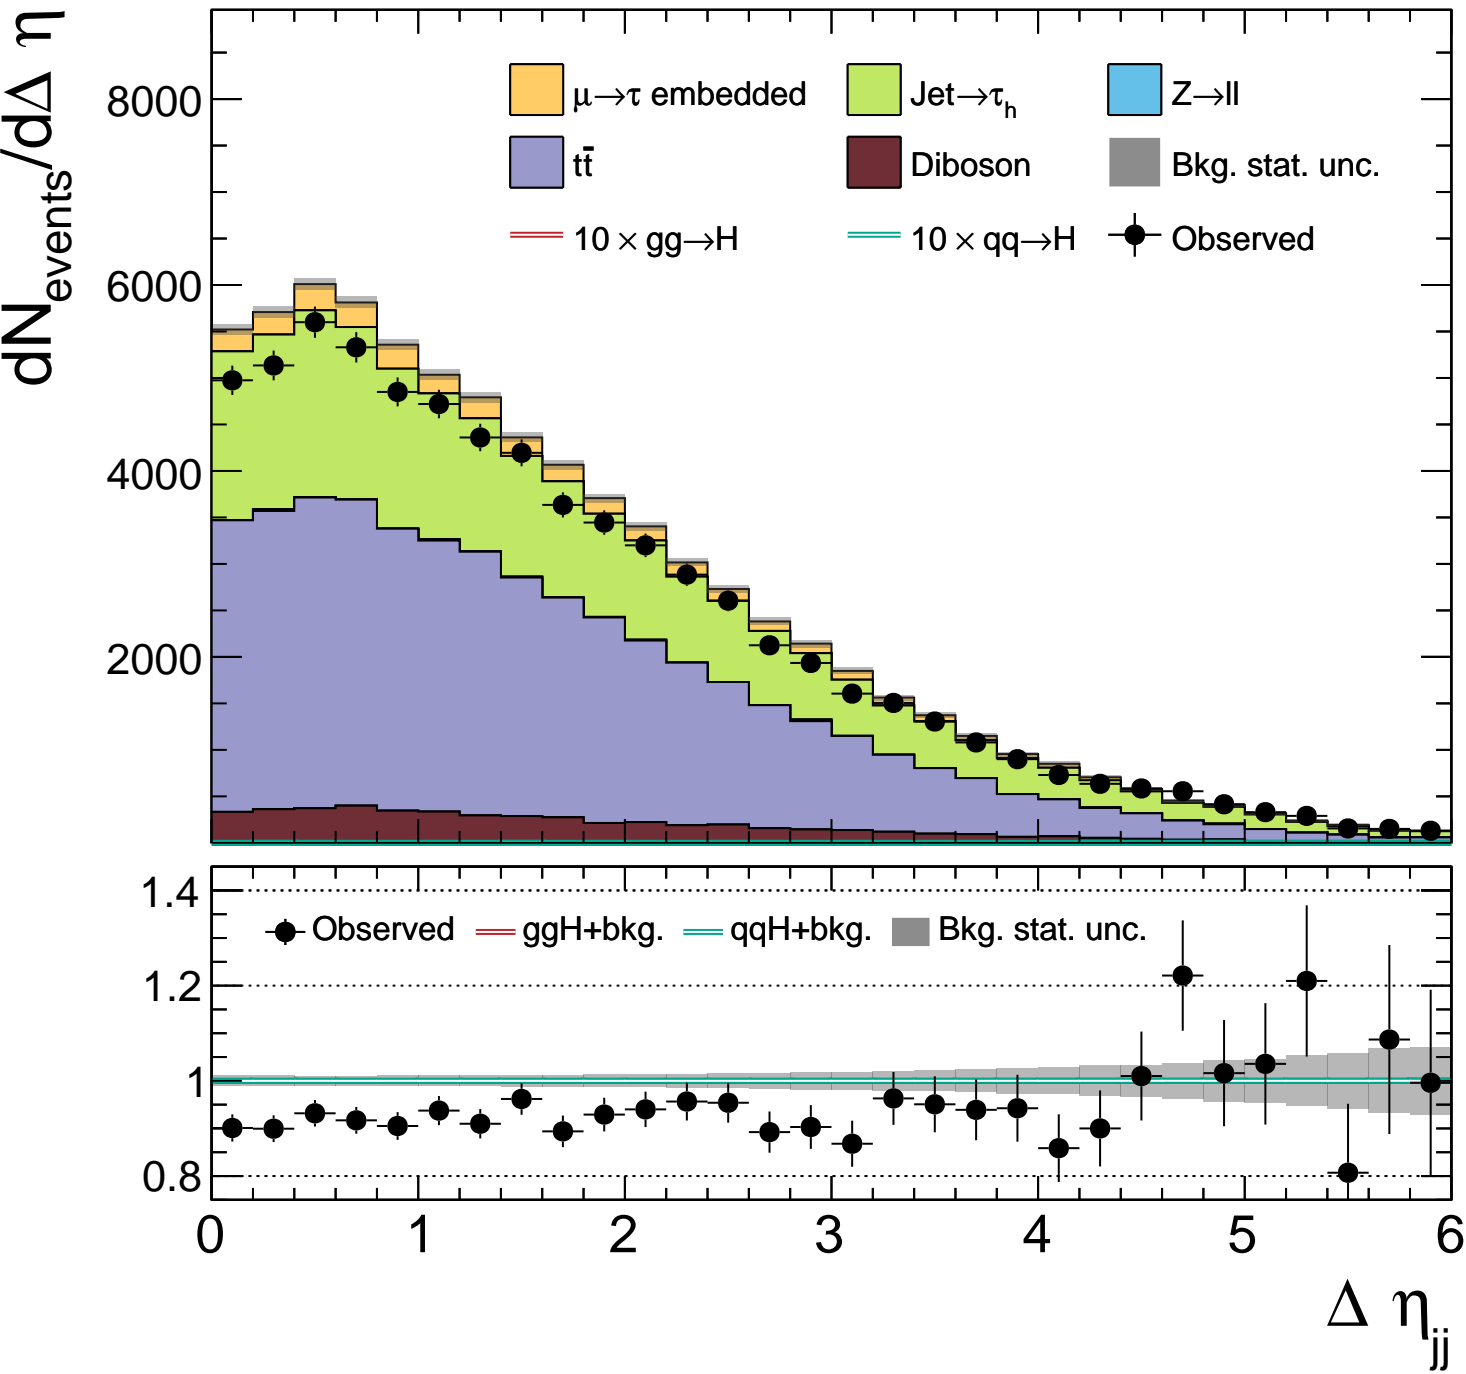 dN_events/dΔ η
8000
6000
4000
2000
μ→τ embedded Jet→τ_h Z→ll
tt̄ Diboson Bkg. stat. unc.
10 × gg→H 10 × qq→H Observed
1.4
1.2
1
0.8
Observed ggH+bkg. qqH+bkg. Bkg. stat. unc.
0 1 2 3 4 5 6
Δ η_jj